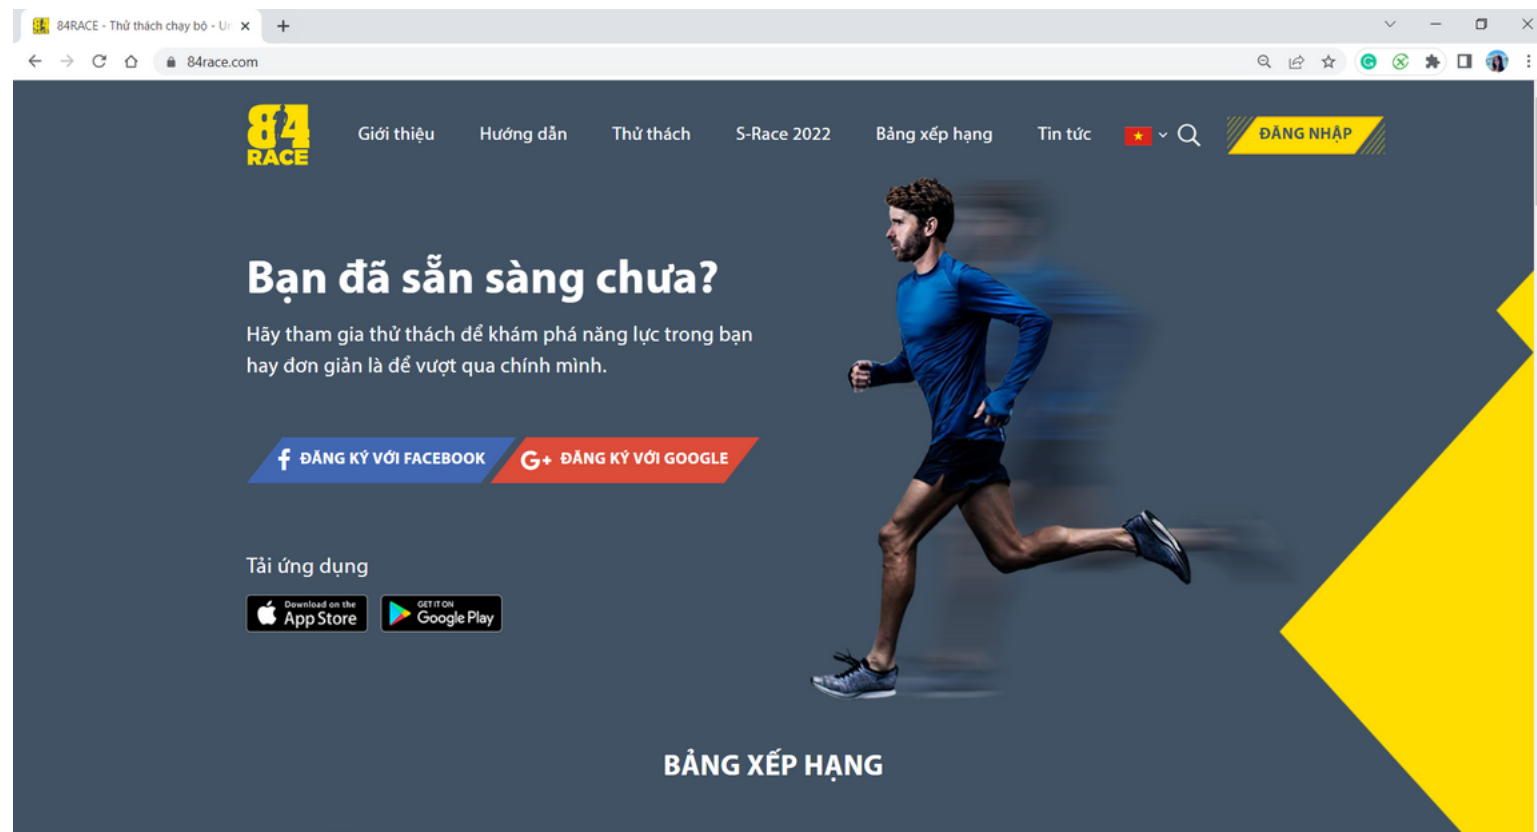 84RACE - Thử thách chạy bộ - Ur
84race.com
84
RACE
Giới thiệu
Hướng dẫn
Thử thách
S-Race 2022
Bảng xếp hạng
Tin tức
ĐĂNG NHẬP
Bạn đã sẵn sàng chưa?
Hãy tham gia thử thách để khám phá năng lực trong bạn
hay đơn giản là để vượt qua chính mình.
f ĐĂNG KÝ VỚI FACEBOOK
G+ ĐĂNG KÝ VỚI GOOGLE
Tải ứng dụng
Download on the
App Store
GET IT ON
Google Play
BẢNG XẾP HẠNG